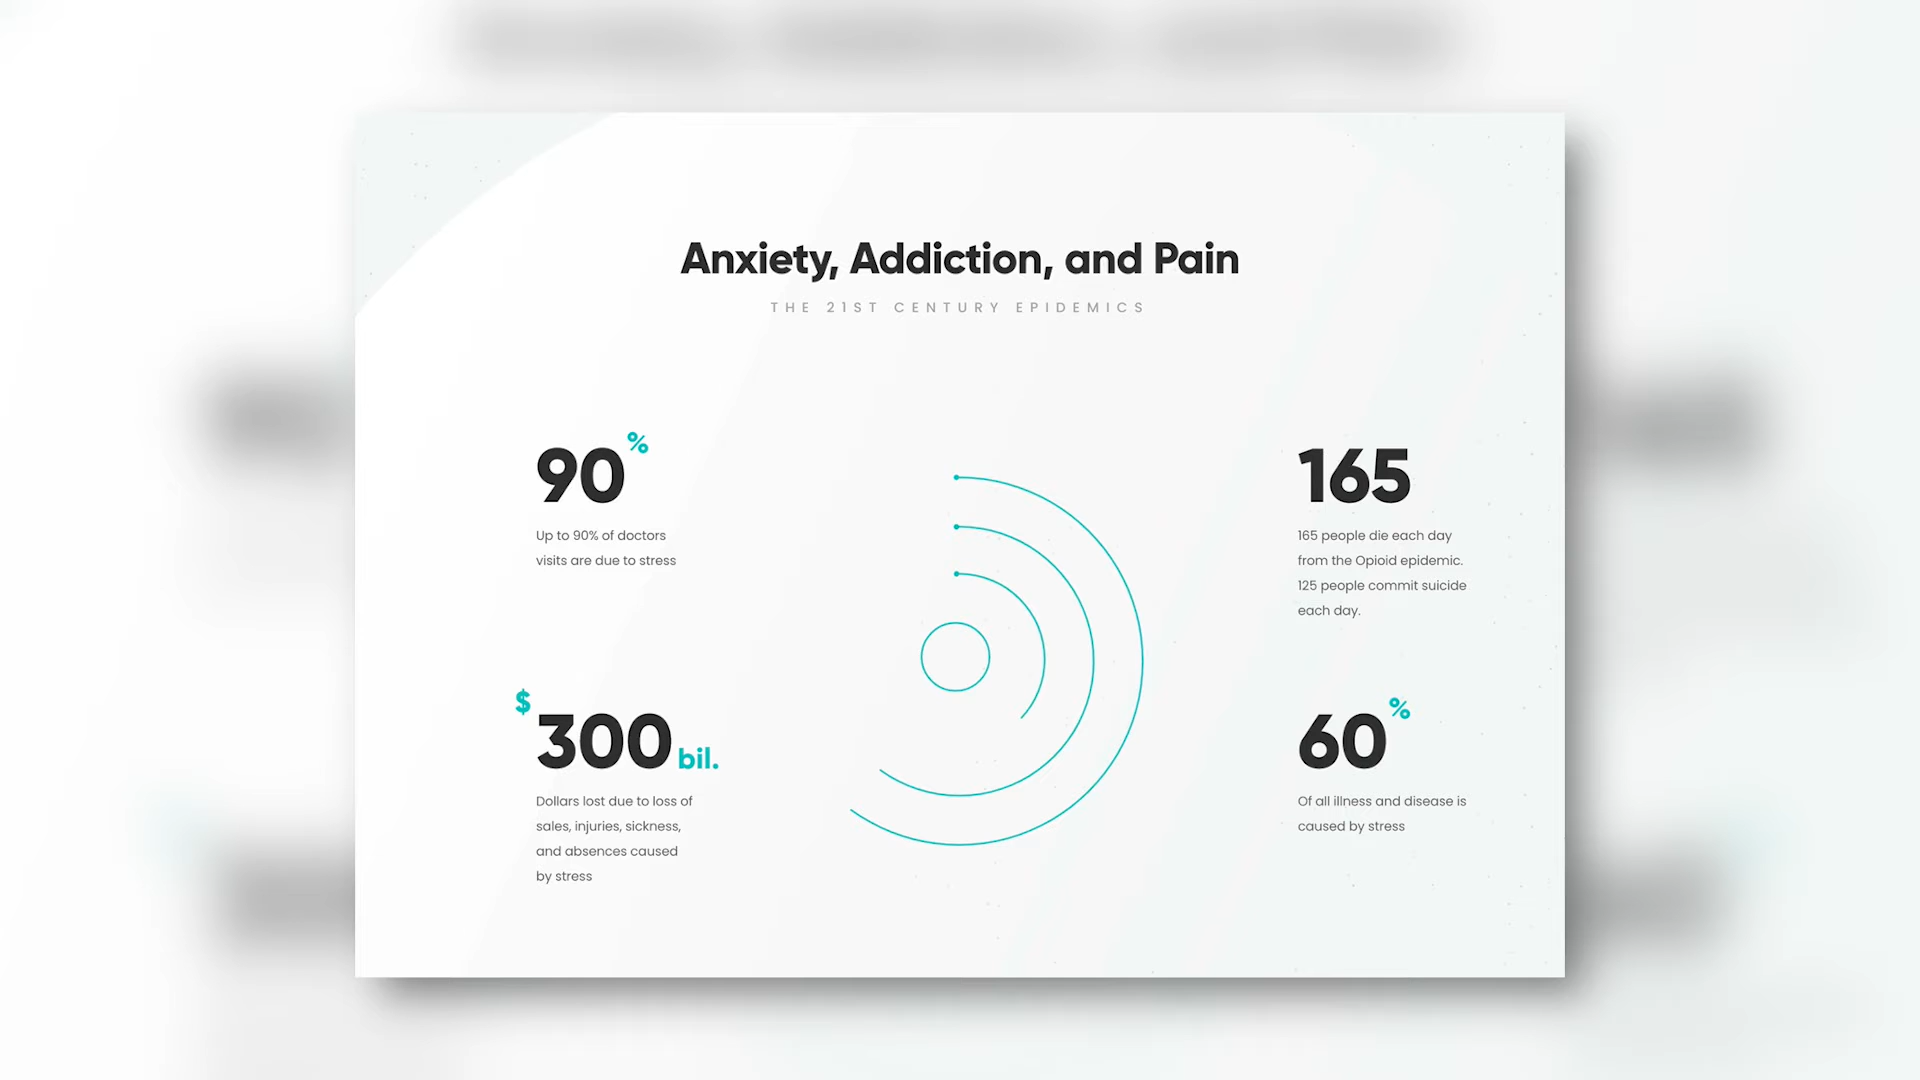 Anxiety, Addiction, and Pain
THE 21ST CENTURY EPIDEMICS
90%
Up to 90% of doctors
visits are due to stress
$300 bil.
Dollars lost due to loss of
sales, injuries, sickness,
and absences caused
by stress
165
165 people die each day
from the Opioid epidemic.
125 people commit suicide
each day.
60%
Of all illness and disease is
caused by stress